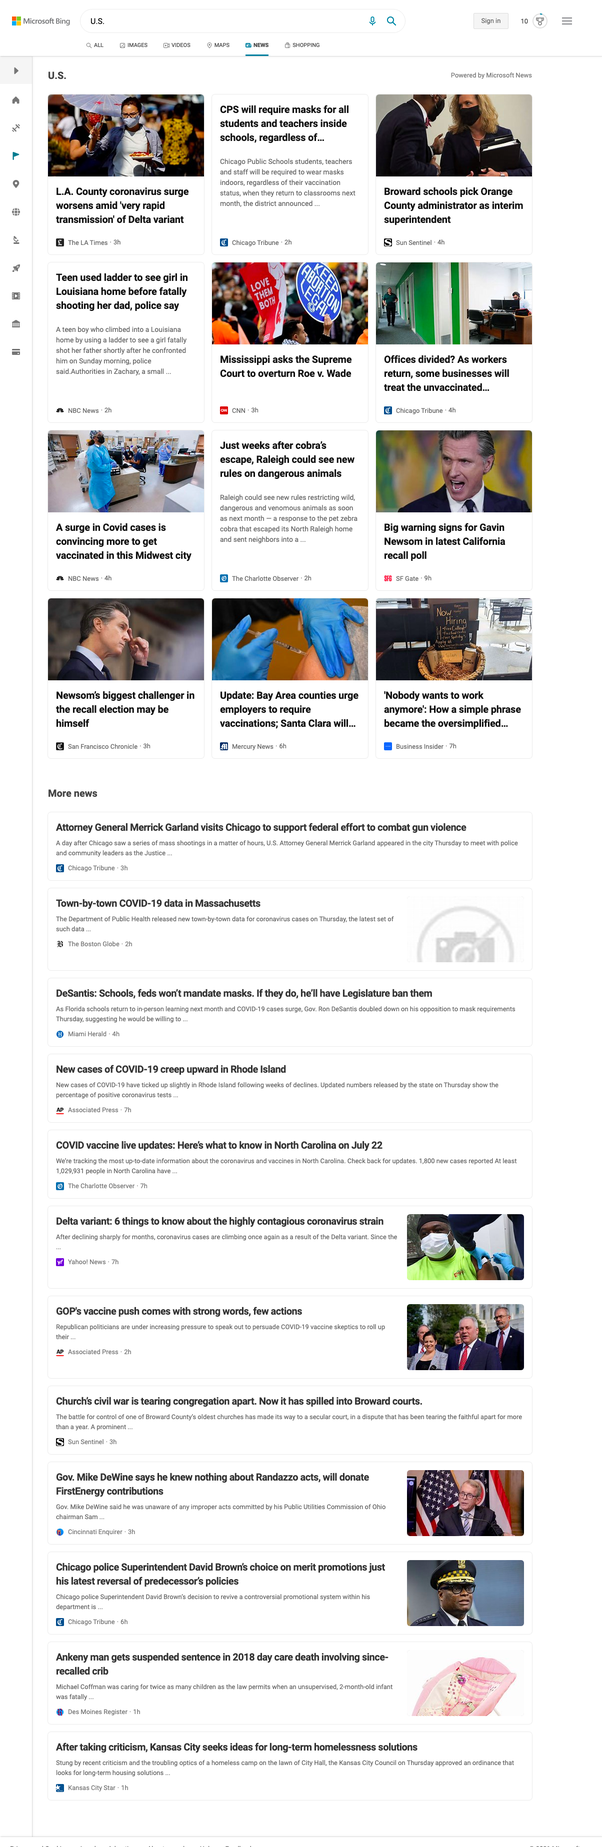 Microsoft Bing
U.S.
Sign in
10
ALL
IMAGES
VIDEOS
MAPS
NEWS
SHOPPING
U.S.
Powered by Microsoft News
L.A. County coronavirus surge
worsens amid 'very rapid
transmission' of Delta variant
The LA Times · 3h
CPS will require masks for all
students and teachers inside
schools, regardless of...
Chicago Public Schools students, teachers
and staff will be required to wear masks
indoors, regardless of their vaccination
status, when they return to classrooms next
month, the district announced ...
Chicago Tribune · 2h
Broward schools pick Orange
County administrator as interim
superintendent
Sun Sentinel · 4h
Teen used ladder to see girl in
Louisiana home before fatally
shooting her dad, police say
A teen boy who climbed into a Louisiana
home by using a ladder to see a girl fatally
shot her father shortly after he confronted
him on Sunday morning, police
said.Authorities in Zachary, a small ...
NBC News · 2h
LOVE
THEM
BOTH
KEEP
ABORTION
LEGAL
Mississippi asks the Supreme
Court to overturn Roe v. Wade
CNN · 3h
Offices divided? As workers
return, some businesses will
treat the unvaccinated...
Chicago Tribune · 4h
A surge in Covid cases is
convincing more to get
vaccinated in this Midwest city
NBC News · 4h
Just weeks after cobra's
escape, Raleigh could see new
rules on dangerous animals
Raleigh could see new rules restricting wild,
dangerous and venomous animals as soon
as next month — a response to the pet zebra
cobra that escaped its North Raleigh home
and sent neighbors into a ...
The Charlotte Observer · 2h
Big warning signs for Gavin
Newsom in latest California
recall poll
SF Gate · 9h
Newsom's biggest challenger in
the recall election may be
himself
San Francisco Chronicle · 3h
Update: Bay Area counties urge
employers to require
vaccinations; Santa Clara will...
Mercury News · 6h
Now
Hiring
'Nobody wants to work
anymore': How a simple phrase
became the oversimplified...
Business Insider · 7h
More news
Attorney General Merrick Garland visits Chicago to support federal effort to combat gun violence
A day after Chicago saw a series of mass shootings in a matter of hours, U.S. Attorney General Merrick Garland appeared in the city Thursday to meet with police
and community leaders as the Justice ...
Chicago Tribune · 3h
Town-by-town COVID-19 data in Massachusetts
The Department of Public Health released new town-by-town data for coronavirus cases on Thursday, the latest set of
such data ...
The Boston Globe · 2h
DeSantis: Schools, feds won't mandate masks. If they do, he'll have Legislature ban them
As Florida schools return to in-person learning next month and COVID-19 cases surge, Gov. Ron DeSantis doubled down on his opposition to mask requirements
Thursday, suggesting he would be willing to ...
Miami Herald · 4h
New cases of COVID-19 creep upward in Rhode Island
New cases of COVID-19 have ticked up slightly in Rhode Island following weeks of declines. Updated numbers released by the state on Thursday show the
percentage of positive coronavirus tests ...
AP Associated Press · 7h
COVID vaccine live updates: Here's what to know in North Carolina on July 22
We're tracking the most up-to-date information about the coronavirus and vaccines in North Carolina. Check back for updates. 1,800 new cases reported At least
1,029,931 people in North Carolina have ...
The Charlotte Observer · 7h
Delta variant: 6 things to know about the highly contagious coronavirus strain
After declining sharply for months, coronavirus cases are climbing once again as a result of the Delta variant. Since the
...
Yahoo! News · 7h
GOP's vaccine push comes with strong words, few actions
Republican politicians are under increasing pressure to speak out to persuade COVID-19 vaccine skeptics to roll up
their ...
AP Associated Press · 2h
Church's civil war is tearing congregation apart. Now it has spilled into Broward courts.
The battle for control of one of Broward County's oldest churches has made its way to a secular court, in a dispute that has been tearing the faithful apart for more
than a year. A prominent ...
Sun Sentinel · 3h
Gov. Mike DeWine says he knew nothing about Randazzo acts, will donate
FirstEnergy contributions
Gov. Mike DeWine said he was unaware of any improper acts committed by his Public Utilities Commission of Ohio
chairman Sam ...
Cincinnati Enquirer · 3h
Chicago police Superintendent David Brown's choice on merit promotions just
his latest reversal of predecessor's policies
Chicago police Superintendent David Brown's decision to revive a controversial promotional system within his
department is ...
Chicago Tribune · 6h
Ankeny man gets suspended sentence in 2018 day care death involving since-
recalled crib
Michael Coffman was caring for twice as many children as the law permits when an unsupervised, 2-month-old infant
was fatally ...
Des Moines Register · 1h
After taking criticism, Kansas City seeks ideas for long-term homelessness solutions
Stung by recent criticism and the troubling optics of a homeless camp on the lawn of City Hall, the Kansas City Council on Thursday approved an ordinance that
looks for long-term housing solutions ...
Kansas City Star · 1h